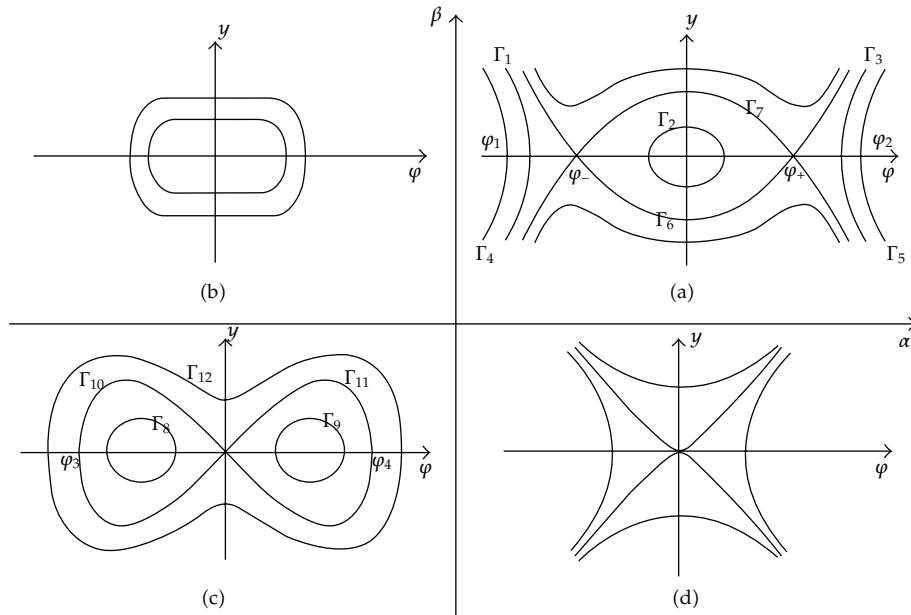 β
y
φ
(b)
y
Γ₁
Γ₃
Γ₇
Γ₂
φ₁
φ₂
φ₋
φ₊
φ
Γ₆
Γ₄
Γ₅
(a)
α
y
Γ₁₂
Γ₁₀
Γ₁₁
Γ₈
Γ₉
φ₃
φ₄
φ
(c)
y
φ
(d)